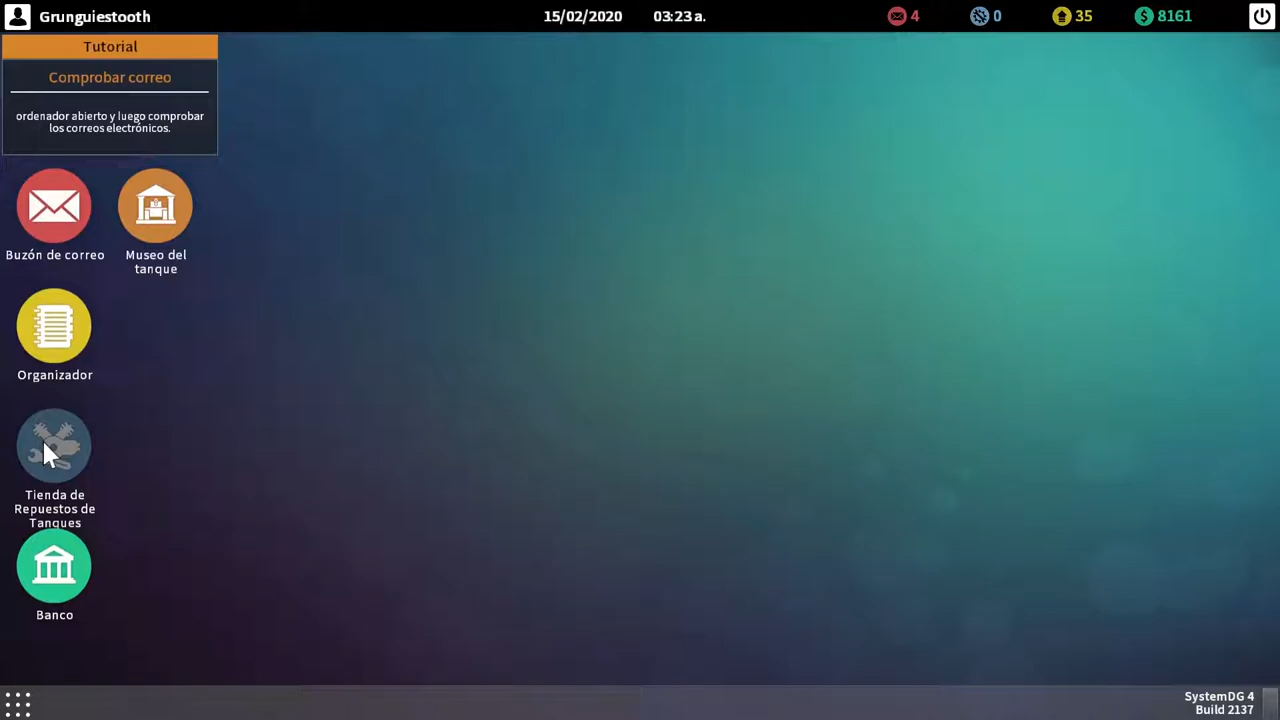 Grunguiestooth
15/02/2020 03:23 a.
4
0
35
8161
Tutorial
Comprobar correo
ordenador abierto y luego comprobar
los correos electrónicos.
Buzón de correo
Museo del
tanque
Organizador
Tienda de
Repuestos de
Tanques
Banco
SystemDG 4
Build 2137